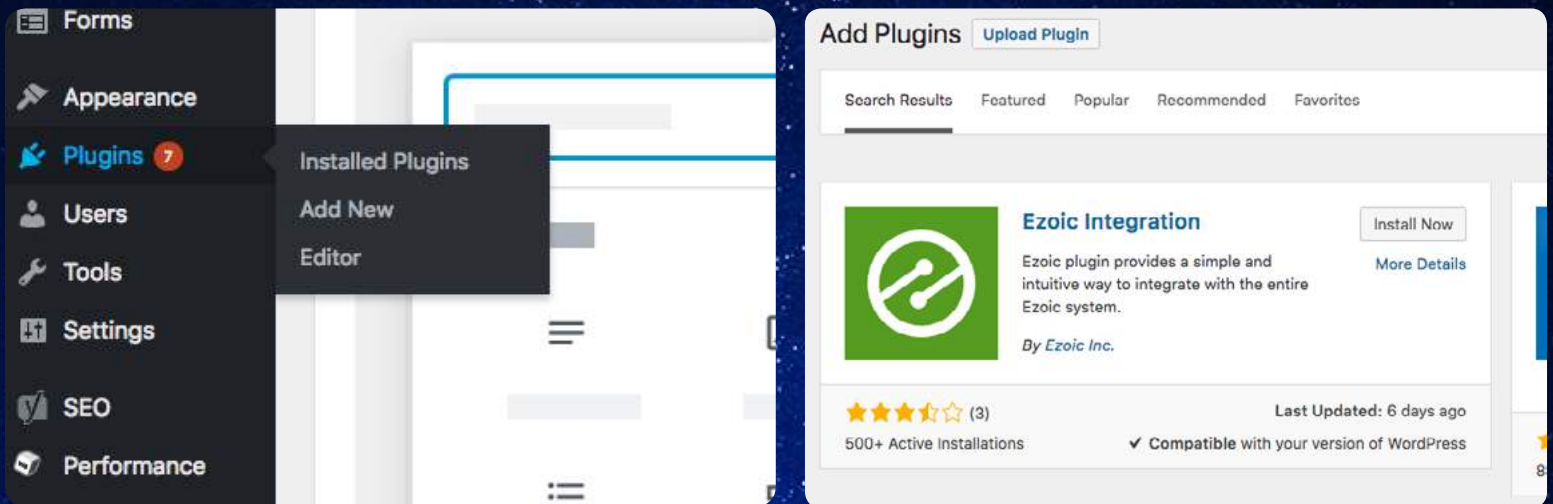 Forms
Appearance
Plugins 7
Users
Tools
Settings
SEO
Performance
Installed Plugins
Add New
Editor
Add Plugins Upload Plugin
Search Results Featured Popular Recommended Favorites
Ezoic Integration
Install Now
More Details
Ezoic plugin provides a simple and
intuitive way to integrate with the entire
Ezoic system.
By Ezoic Inc.
(3)
500+ Active Installations
Last Updated: 6 days ago
✓ Compatible with your version of WordPress
8